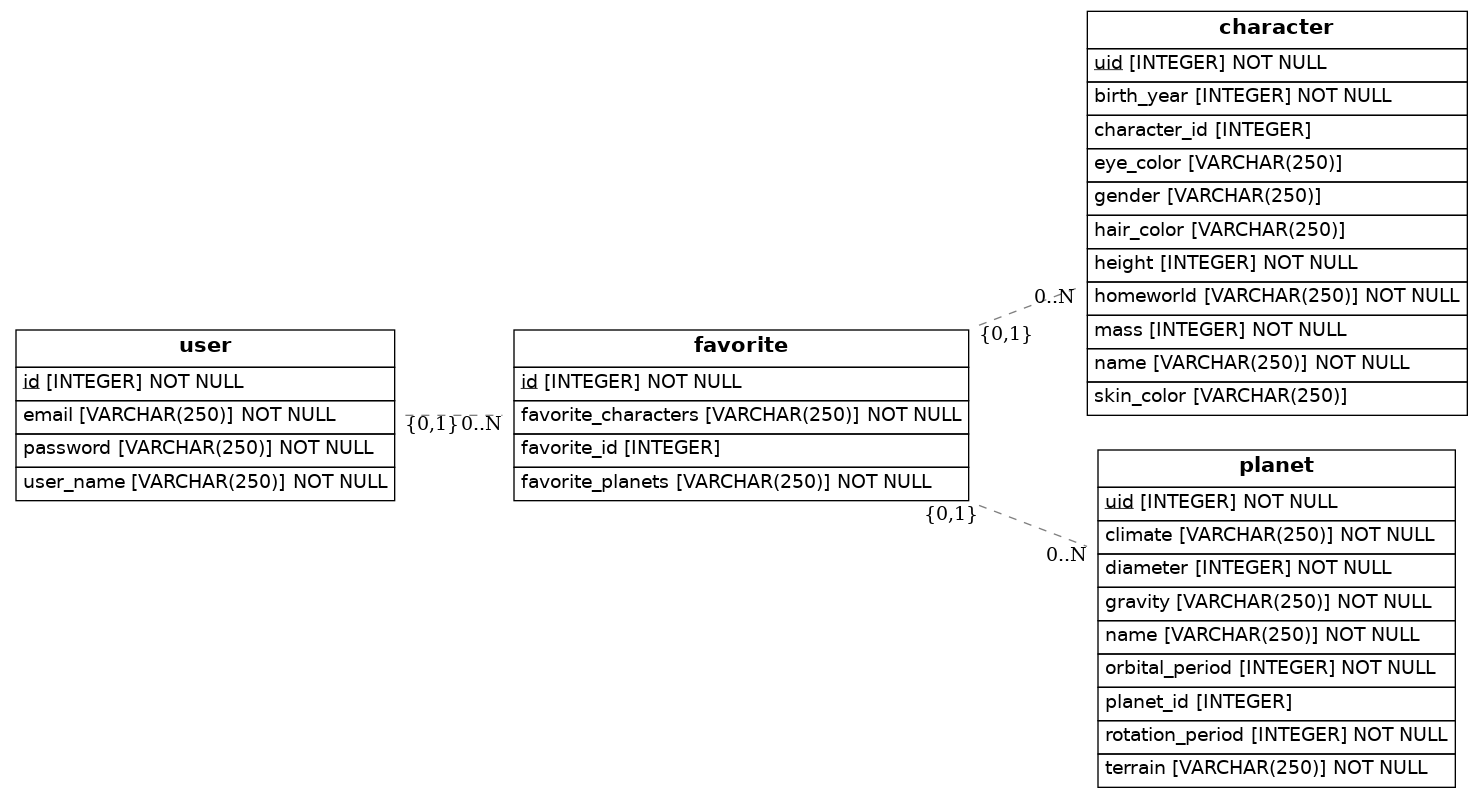 user
id [INTEGER] NOT NULL
email [VARCHAR(250)] NOT NULL
password [VARCHAR(250)] NOT NULL
user_name [VARCHAR(250)] NOT NULL
{0,1}
0..N
favorite
id [INTEGER] NOT NULL
favorite_characters [VARCHAR(250)] NOT NULL
favorite_id [INTEGER]
favorite_planets [VARCHAR(250)] NOT NULL
{0,1}
0..N
{0,1}
0..N
character
uid [INTEGER] NOT NULL
birth_year [INTEGER] NOT NULL
character_id [INTEGER]
eye_color [VARCHAR(250)]
gender [VARCHAR(250)]
hair_color [VARCHAR(250)]
height [INTEGER] NOT NULL
homeworld [VARCHAR(250)] NOT NULL
mass [INTEGER] NOT NULL
name [VARCHAR(250)] NOT NULL
skin_color [VARCHAR(250)]
planet
uid [INTEGER] NOT NULL
climate [VARCHAR(250)] NOT NULL
diameter [INTEGER] NOT NULL
gravity [VARCHAR(250)] NOT NULL
name [VARCHAR(250)] NOT NULL
orbital_period [INTEGER] NOT NULL
planet_id [INTEGER]
rotation_period [INTEGER] NOT NULL
terrain [VARCHAR(250)] NOT NULL